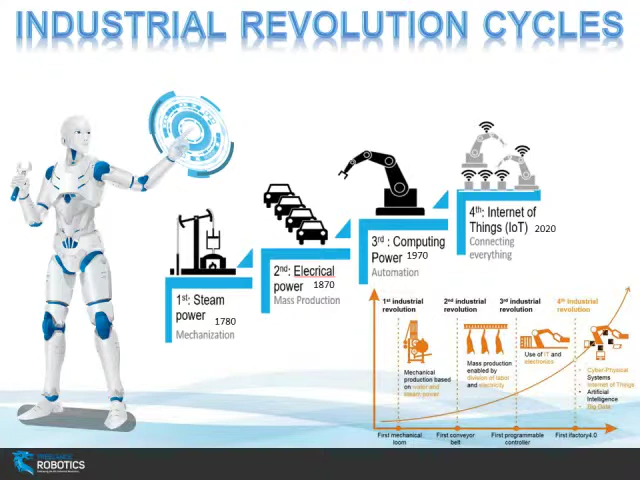 INDUSTRIAL REVOLUTION CYCLES
4th: Internet of
Things (IoT) 2020
Connecting
everything
3rd : Computing
Power 1970
Automation
2nd: Elecrical
power 1870
Mass Production
1st: Steam
power 1780
Mechanization
1st industrial
revolution
2nd industrial
revolution
3rd industrial
revolution
4th Industrial
revolution
Mechanical
production based
on water and
steam power
Mass production
enabled by
division of labor
and electricity
Use of IT and
electronics
Cyber-Physical
Systems
Internet of Things
Artificial
Intelligence
Big Data
First mechanical
loom
First conveyor
belt
First programmable
controller
First ifactory4.0
ROBOTICS